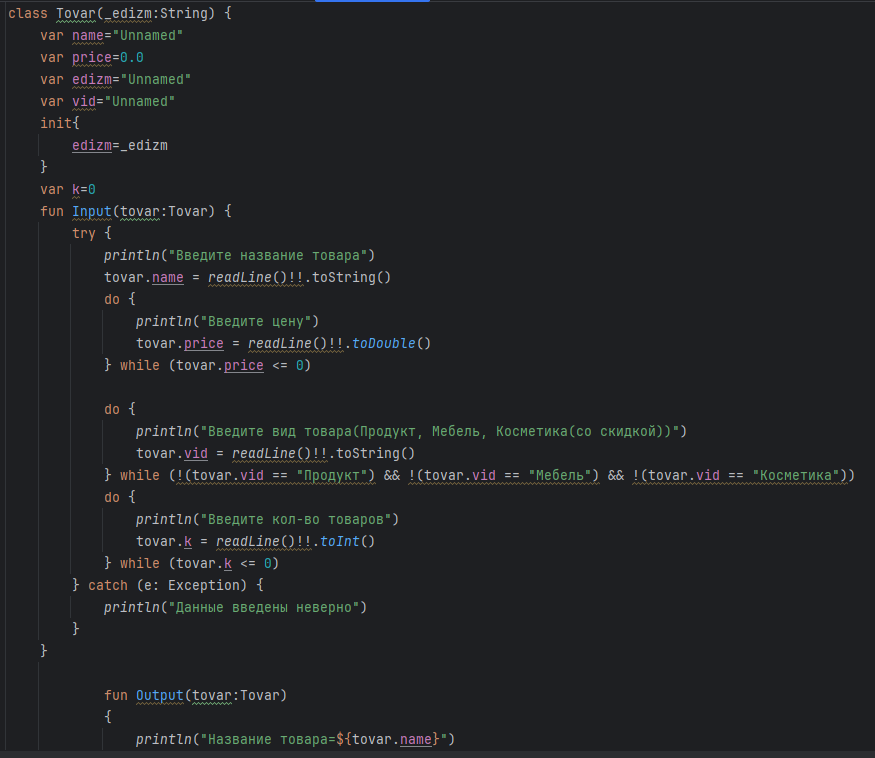 class Tovar(_edizm:String) {
    var name="Unnamed"
    var price=0.0
    var edizm="Unnamed"
    var vid="Unnamed"
    init{
        edizm=_edizm
    }
    var k=0
    fun Input(tovar:Tovar) {
        try {
            println("Введите название товара")
            tovar.name = readLine()!!.toString()
            do {
                println("Введите цену")
                tovar.price = readLine()!!.toDouble()
            } while (tovar.price <= 0)
            do {
                println("Введите вид товара(Продукт, Мебель, Косметика(со скидкой))")
                tovar.vid = readLine()!!.toString()
            } while (!(tovar.vid == "Продукт") && !(tovar.vid == "Мебель") && !(tovar.vid == "Косметика"))
            do {
                println("Введите кол-во товаров")
                tovar.k = readLine()!!.toInt()
            } while (tovar.k <= 0)
        } catch (e: Exception) {
            println("Данные введены неверно")
        }
    }
            fun Output(tovar:Tovar)
            {
                println("Название товара=${tovar.name}")